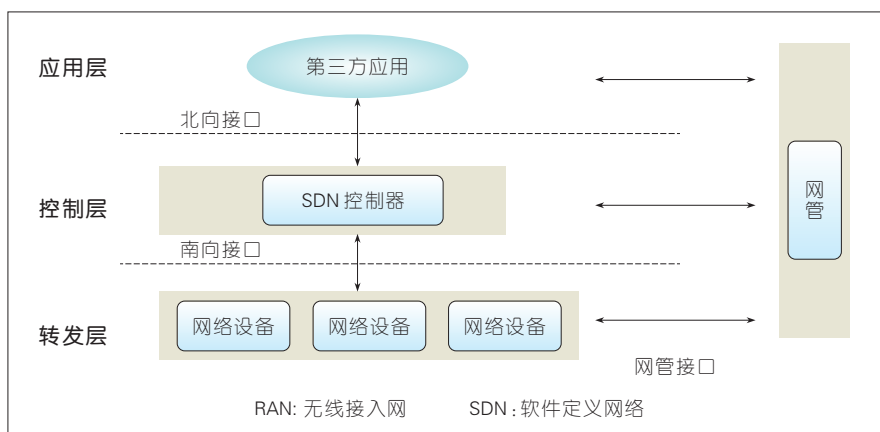 应用层
第三方应用
北向接口
控制层
SDN 控制器
网管
南向接口
转发层
网络设备 网络设备 网络设备
网管接口
RAN: 无线接入网 SDN:软件定义网络